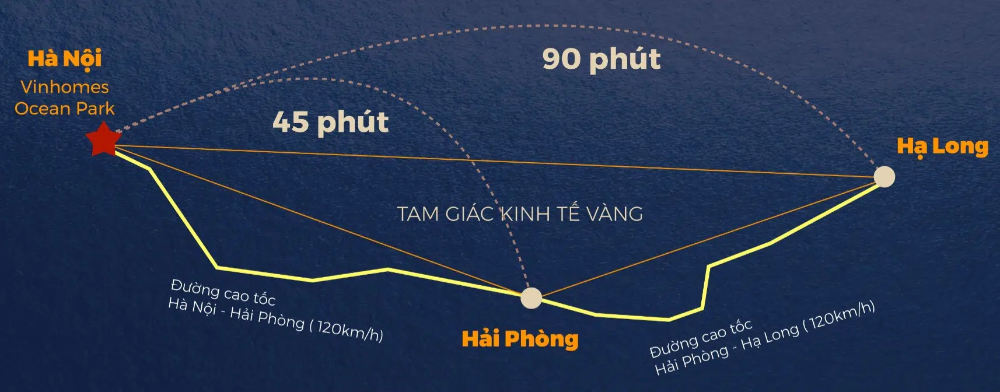 Hà Nội
Vinhomes
Ocean Park
90 phút
45 phút
Hạ Long
TAM GIÁC KINH TẾ VÀNG
Đường cao tốc
Hà Nội - Hải Phòng ( 120km/h)
Hải Phòng
Đường cao tốc
Hải Phòng - Hạ Long ( 120km/h)